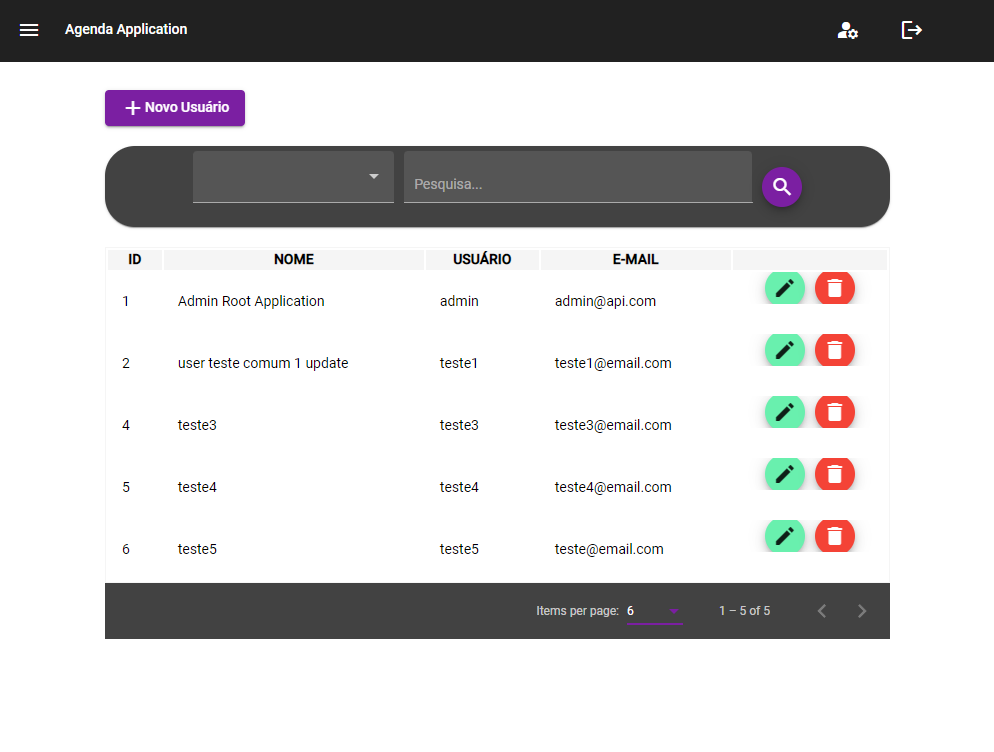 Agenda Application
Novo Usuário
Pesquisa...
ID NOME USUÁRIO E-MAIL
1 Admin Root Application admin admin@api.com
2 user teste comum 1 update teste1 teste1@email.com
4 teste3 teste3 teste3@email.com
5 teste4 teste4 teste4@email.com
6 teste5 teste5 teste@email.com
Items per page: 6 1 – 5 of 5